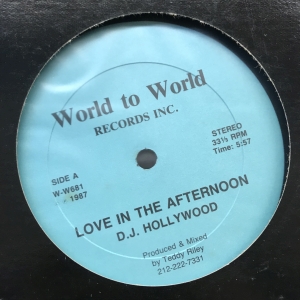 World to World
RECORDS INC.
SIDE A
W-W681
1987
STEREO
33⅓ RPM
Time: 5:57
LOVE IN THE AFTERNOON
D.J. HOLLYWOOD
Produced & Mixed
by Teddy Riley
212-222-7331